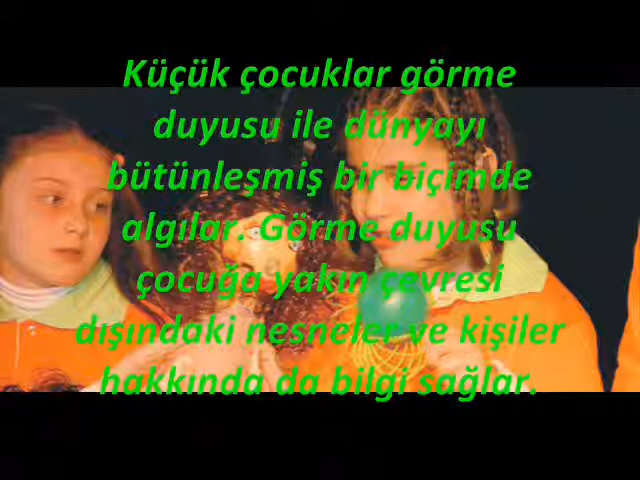 Küçük çocuklar görme
duyusu ile dünyayı
bütünleşmiş bir biçimde
algılar. Görme duyusu
çocuğa yakın çevresi
dışındaki nesneler ve kişiler
hakkında da bilgi sağlar.